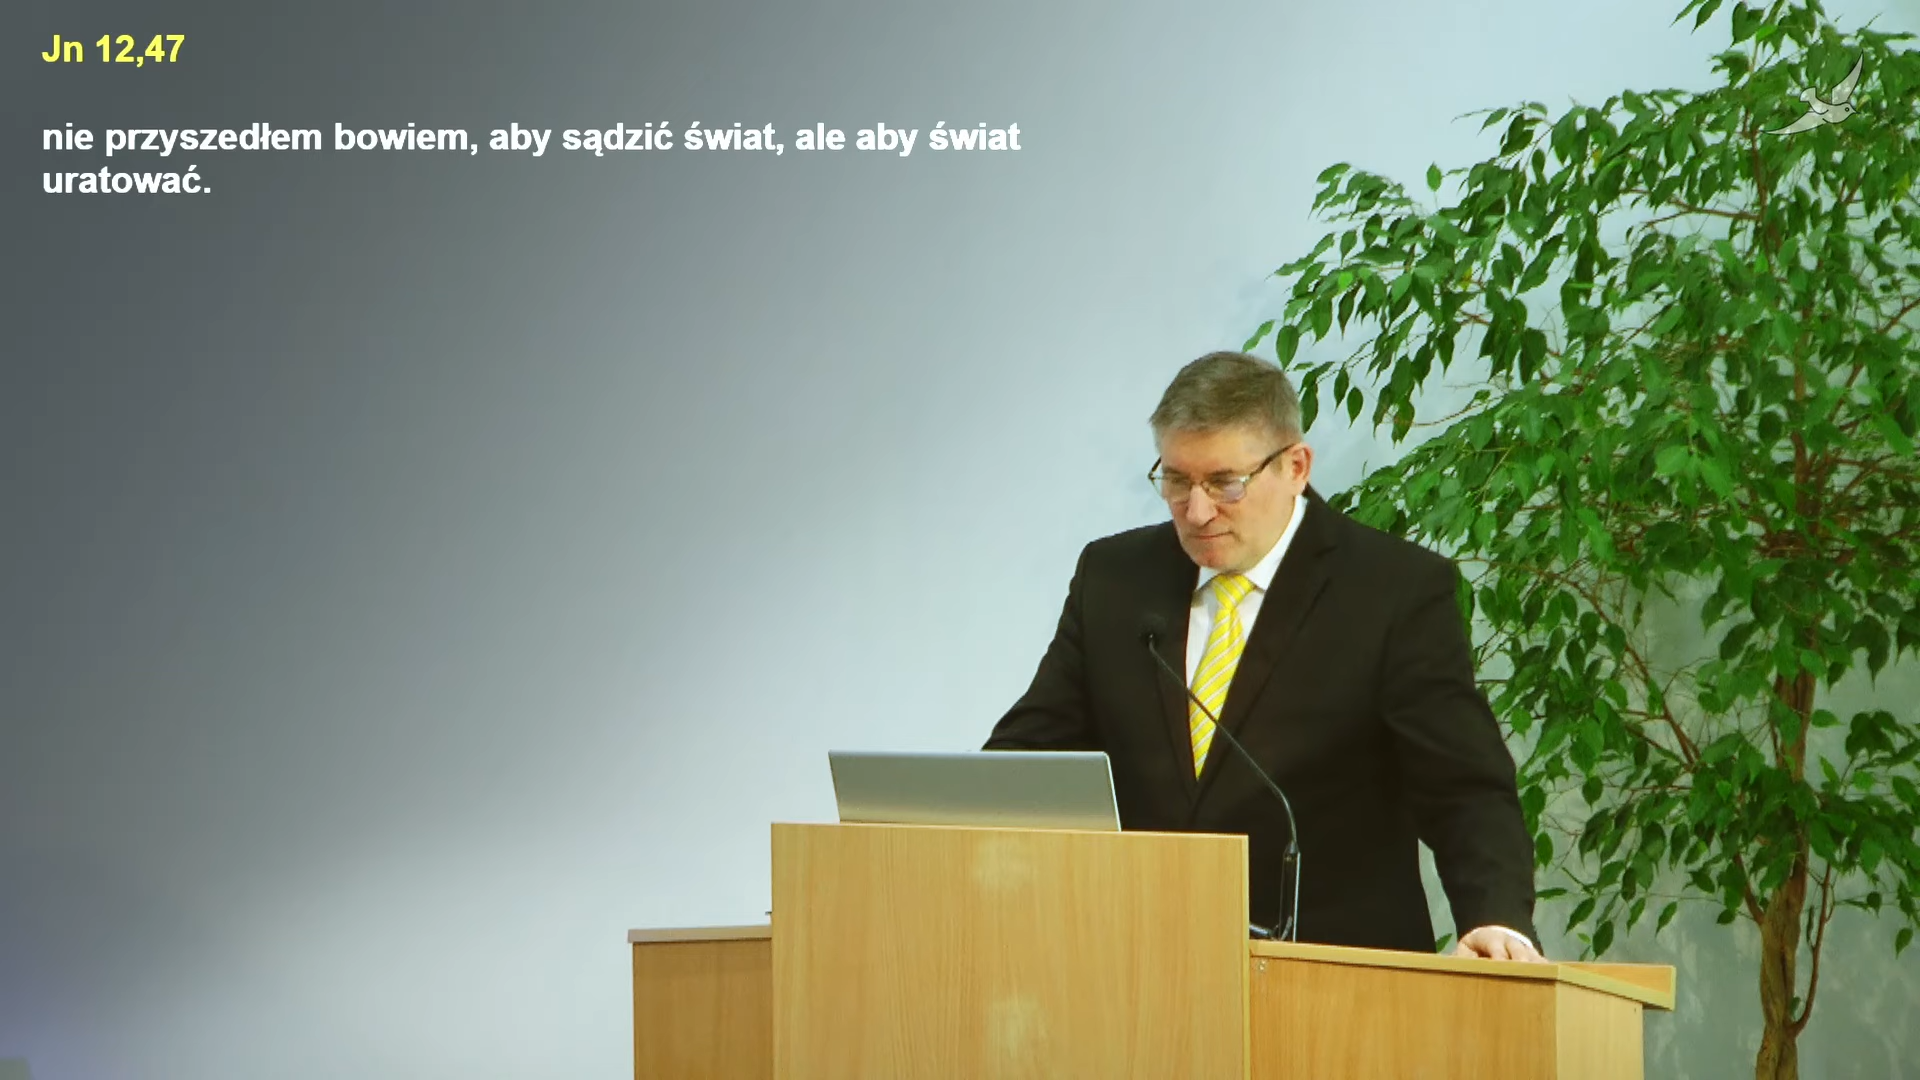 Jn 12,47
nie przyszedłem bowiem, aby sądzić świat, ale aby świat
uratować.